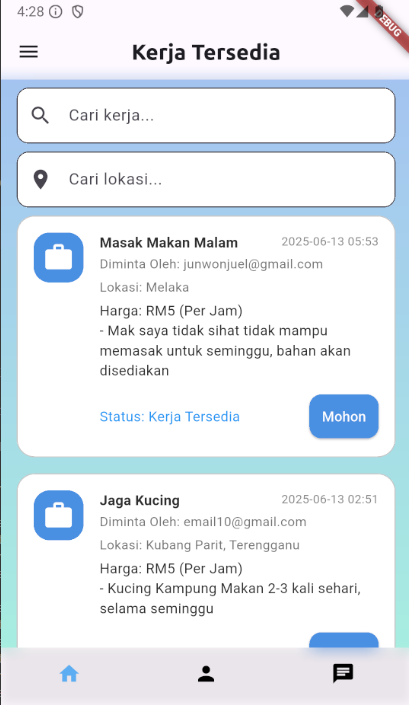 4:28
DEBUG
Kerja Tersedia
Cari kerja...
Cari lokasi...
Masak Makan Malam 2025-06-13 05:53
Diminta Oleh: junwonjuel@gmail.com
Lokasi: Melaka
Harga: RM5 (Per Jam)
- Mak saya tidak sihat tidak mampu
memasak untuk seminggu, bahan akan
disediakan
Status: Kerja Tersedia Mohon
Jaga Kucing 2025-06-13 02:51
Diminta Oleh: email10@gmail.com
Lokasi: Kubang Parit, Terengganu
Harga: RM5 (Per Jam)
- Kucing Kampung Makan 2-3 kali sehari,
selama seminggu